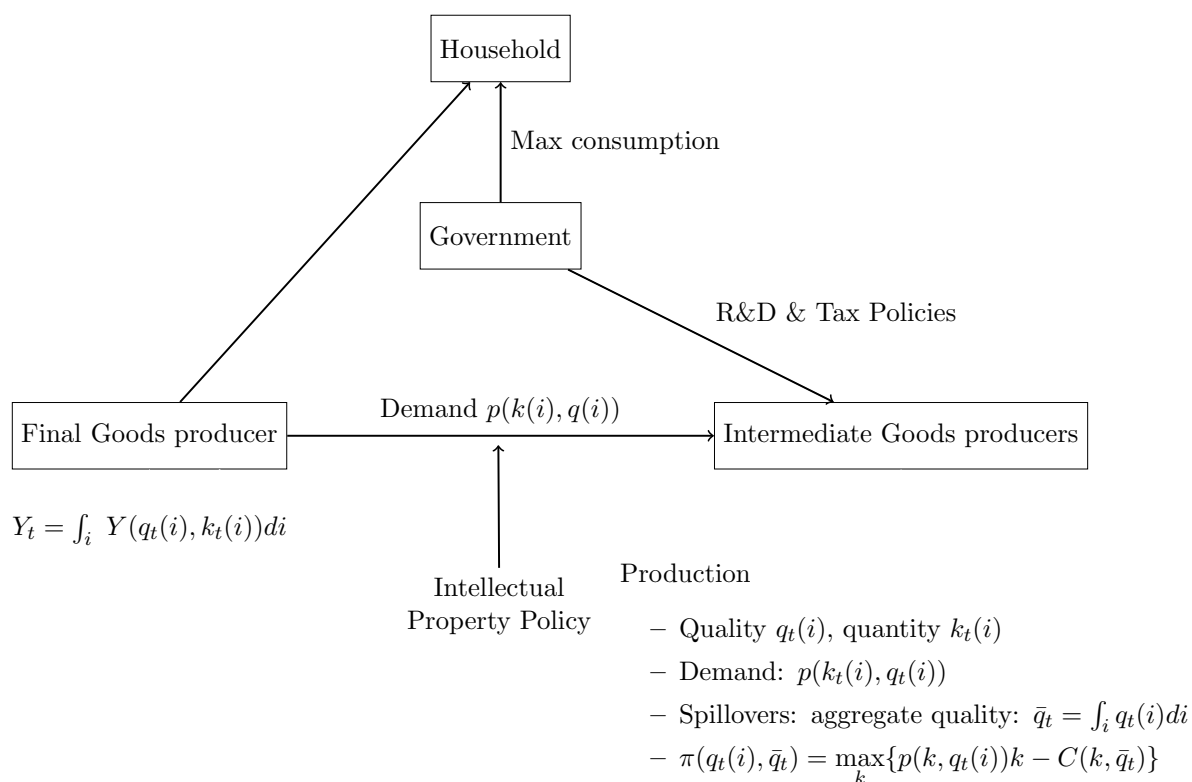 Household
Max consumption
Government
R&D & Tax Policies
Demand p(k(i), q(i))
Final Goods producer
Intermediate Goods producers
Y_t = ∫_i Y(q_t(i), k_t(i))di
Intellectual
Property Policy
Production
– Quality q_t(i), quantity k_t(i)
– Demand: p(k_t(i), q_t(i))
– Spillovers: aggregate quality: q̄_t = ∫_i q_t(i)di
– π(q_t(i), q̄_t) = max_k{p(k, q_t(i))k − C(k, q̄_t)}